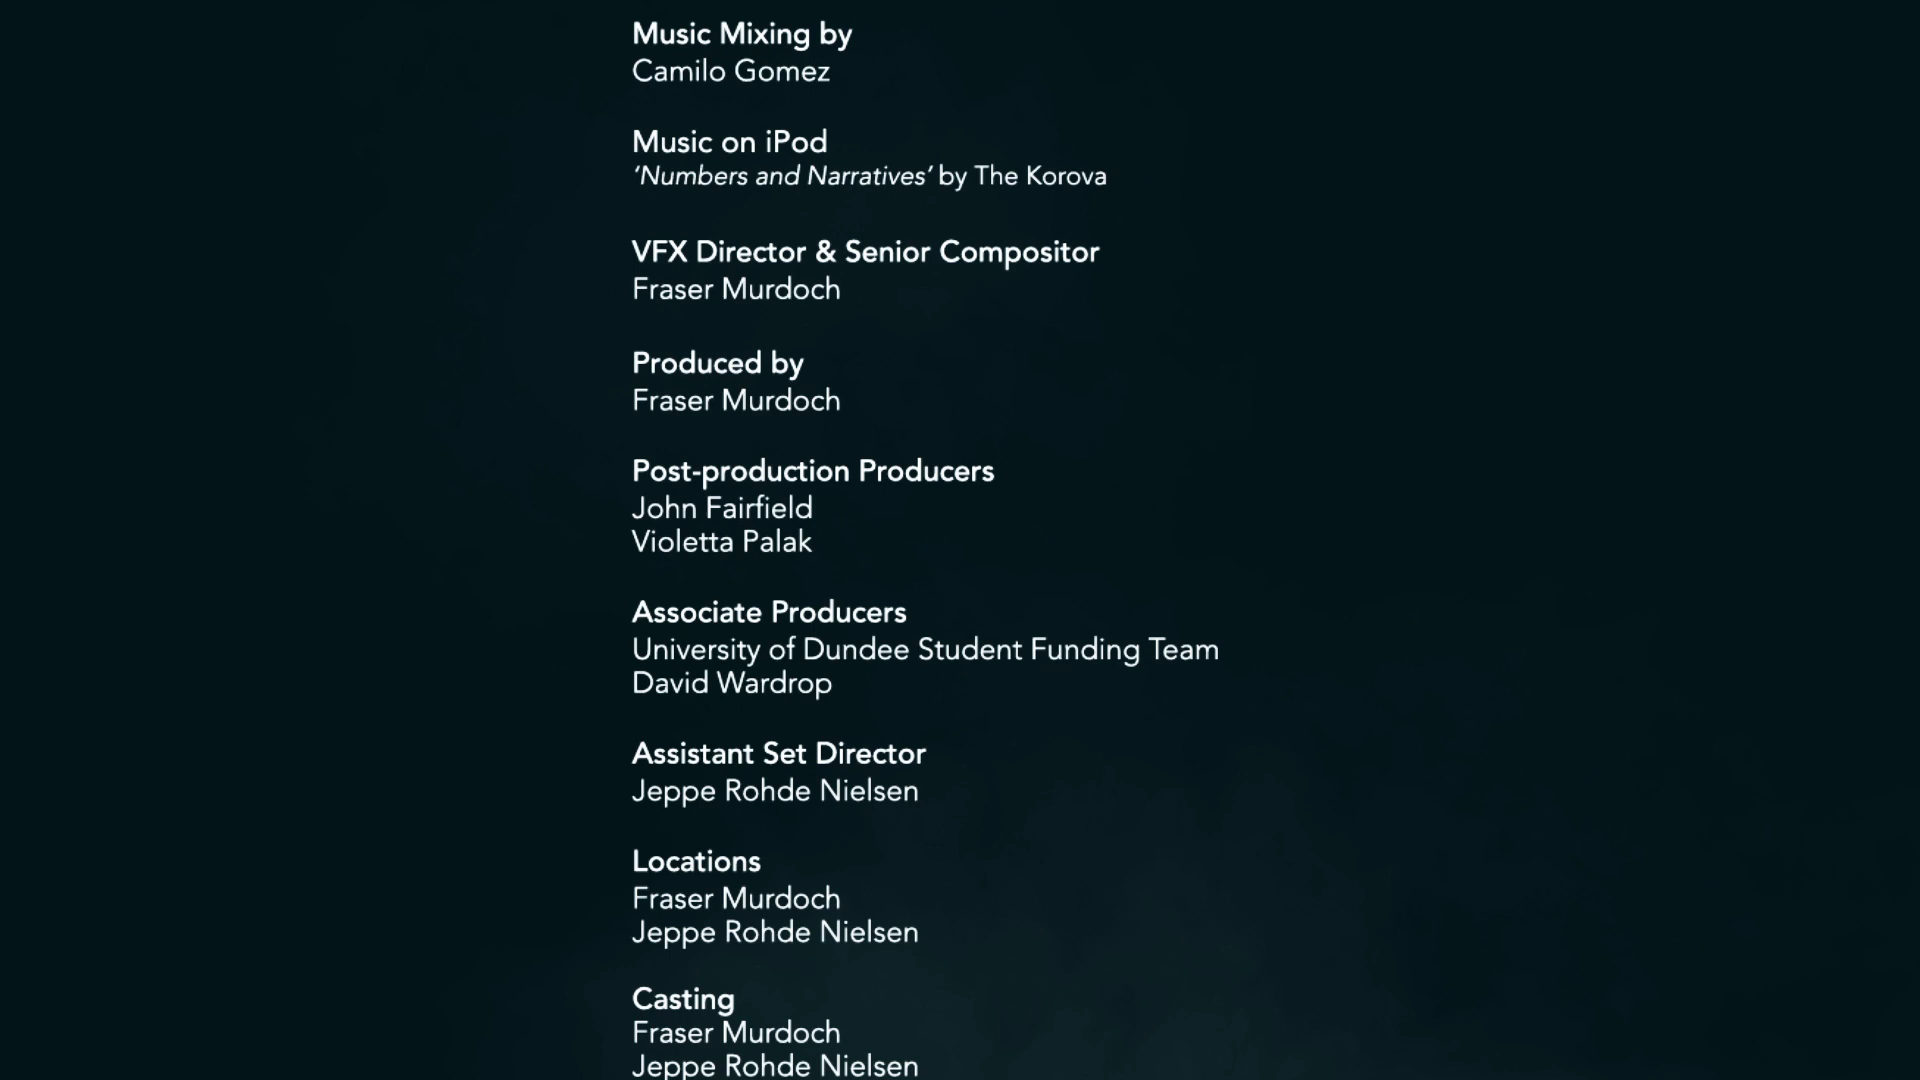 Music Mixing by
Camilo Gomez
Music on iPod
‘Numbers and Narratives’ by The Korova
VFX Director & Senior Compositor
Fraser Murdoch
Produced by
Fraser Murdoch
Post-production Producers
John Fairfield
Violetta Palak
Associate Producers
University of Dundee Student Funding Team
David Wardrop
Assistant Set Director
Jeppe Rohde Nielsen
Locations
Fraser Murdoch
Jeppe Rohde Nielsen
Casting
Fraser Murdoch
Jeppe Rohde Nielsen